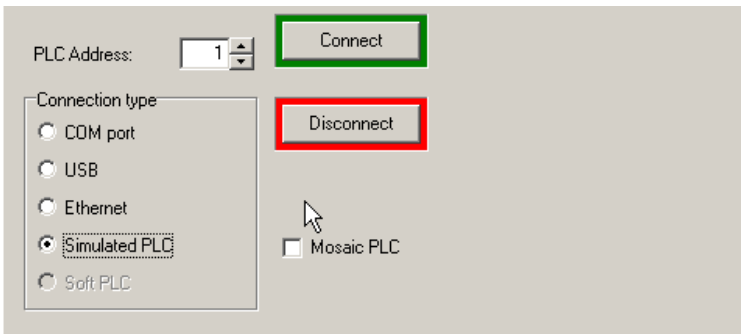 PLC Address: 1 Connect
Connection type
COM port
Disconnect
USB
Ethernet
Simulated PLC
Mosaic PLC
Soft PLC